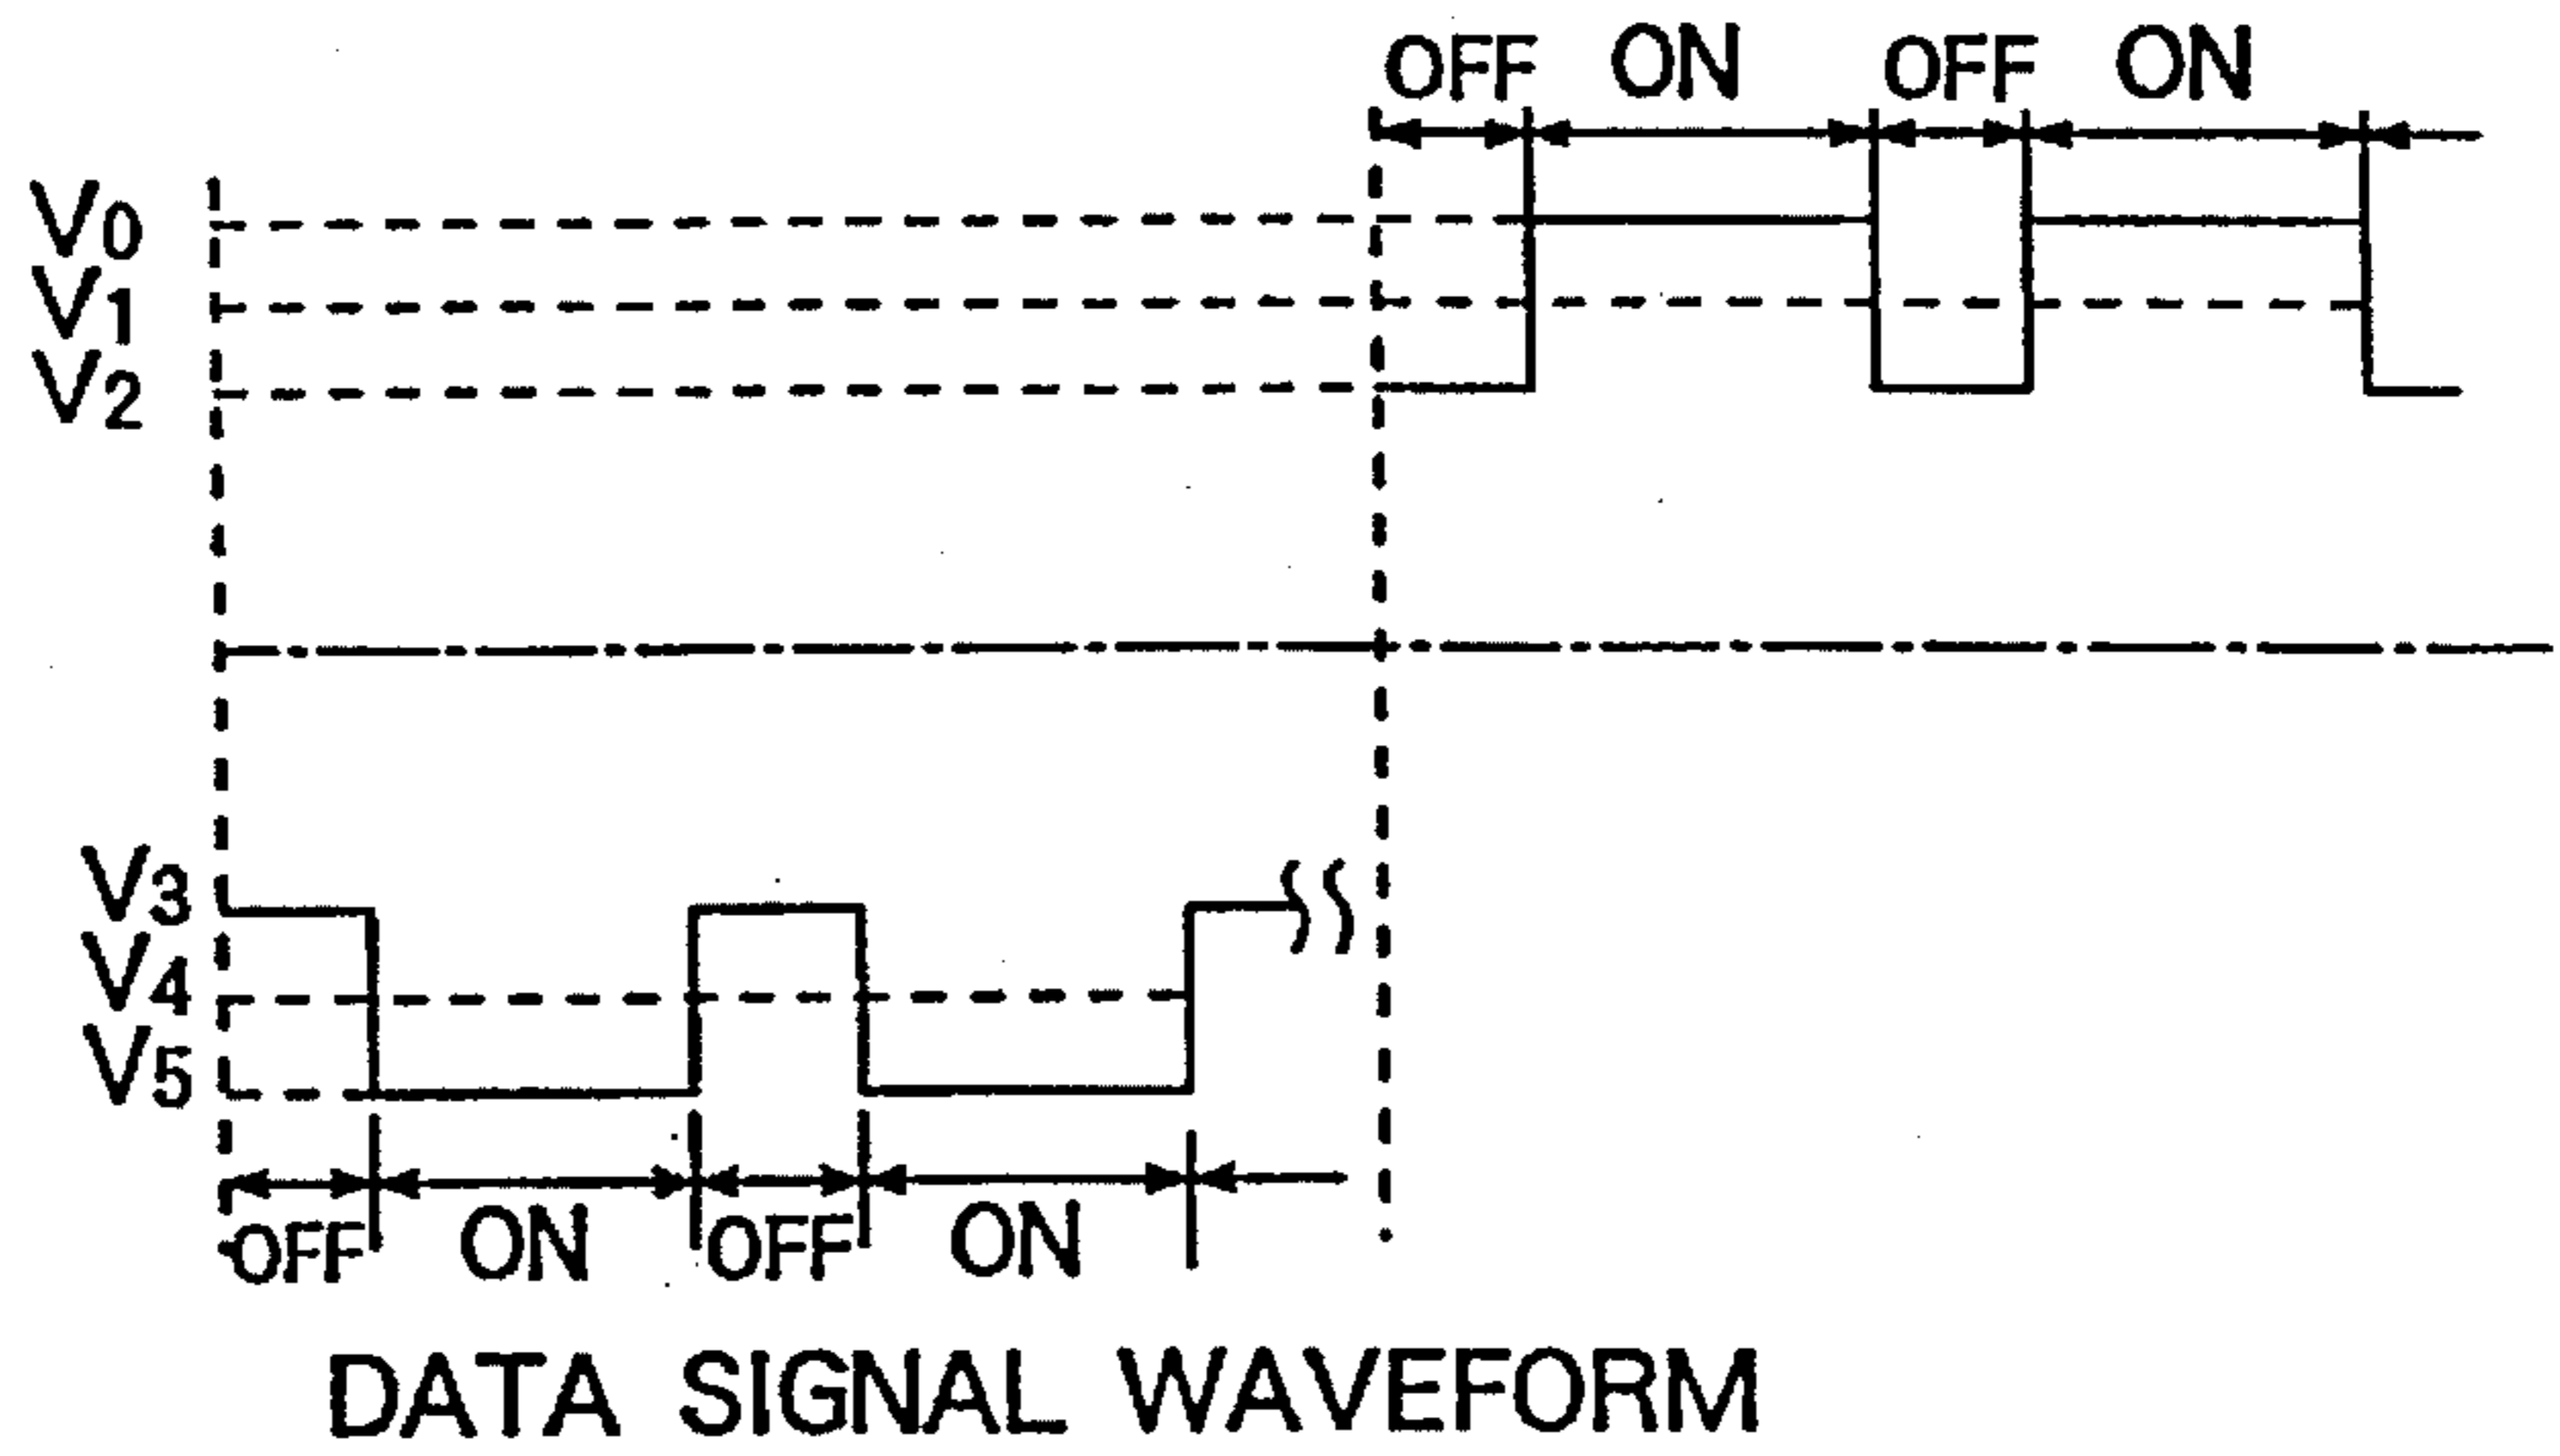 OFF ON OFF ON
V0
V1
V2
V3
V4
V5
OFF ON OFF ON
DATA SIGNAL WAVEFORM